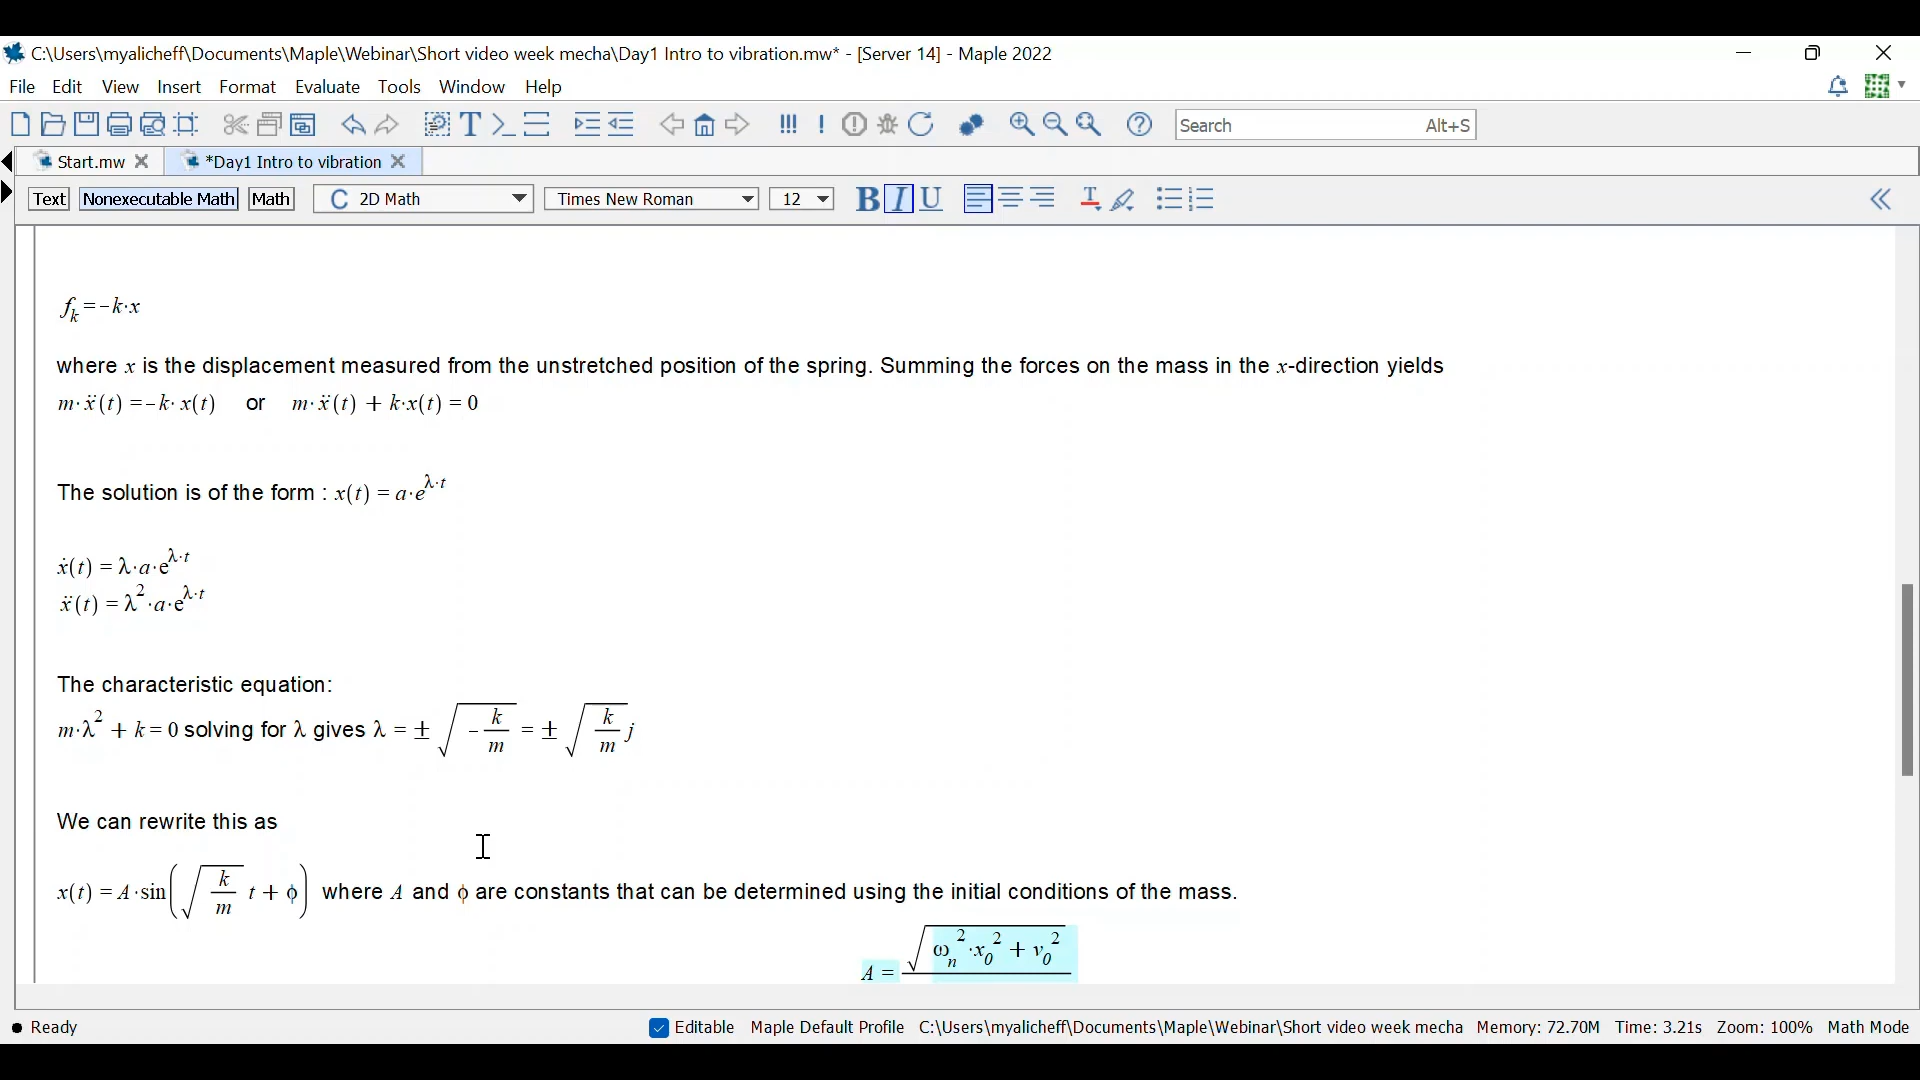 C:\Users\myalicheff\Documents\Maple\Webinar\Short video week mecha\Day1 Intro to vibration.mw* - [Server 14] - Maple 2022
File Edit View Insert Format Evaluate Tools Window Help
Search Alt+S
Start.mw *Day1 Intro to vibration
Text Nonexecutable Math Math C 2D Math Times New Roman 12 B I U
f_k = -k·x
where x is the displacement measured from the unstretched position of the spring. Summing the forces on the mass in the x-direction yields
m·ẍ(t) = -k· x(t) or m·ẍ(t) + k·x(t) = 0
The solution is of the form : x(t) = a·e^(λ·t)
ẋ(t) = λ·a·e^(λ·t)
ẍ(t) = λ^2·a·e^(λ·t)
The characteristic equation:
m·λ^2 + k = 0 solving for λ gives λ = ± √(-k/m) = ± √(k/m) j
We can rewrite this as
x(t) = A·sin(√(k/m) t + ϕ) where A and ϕ are constants that can be determined using the initial conditions of the mass.
A = √(ω_n^2·x_0^2 + v_0^2)
Ready Editable Maple Default Profile C:\Users\myalicheff\Documents\Maple\Webinar\Short video week mecha Memory: 72.70M Time: 3.21s Zoom: 100% Math Mode